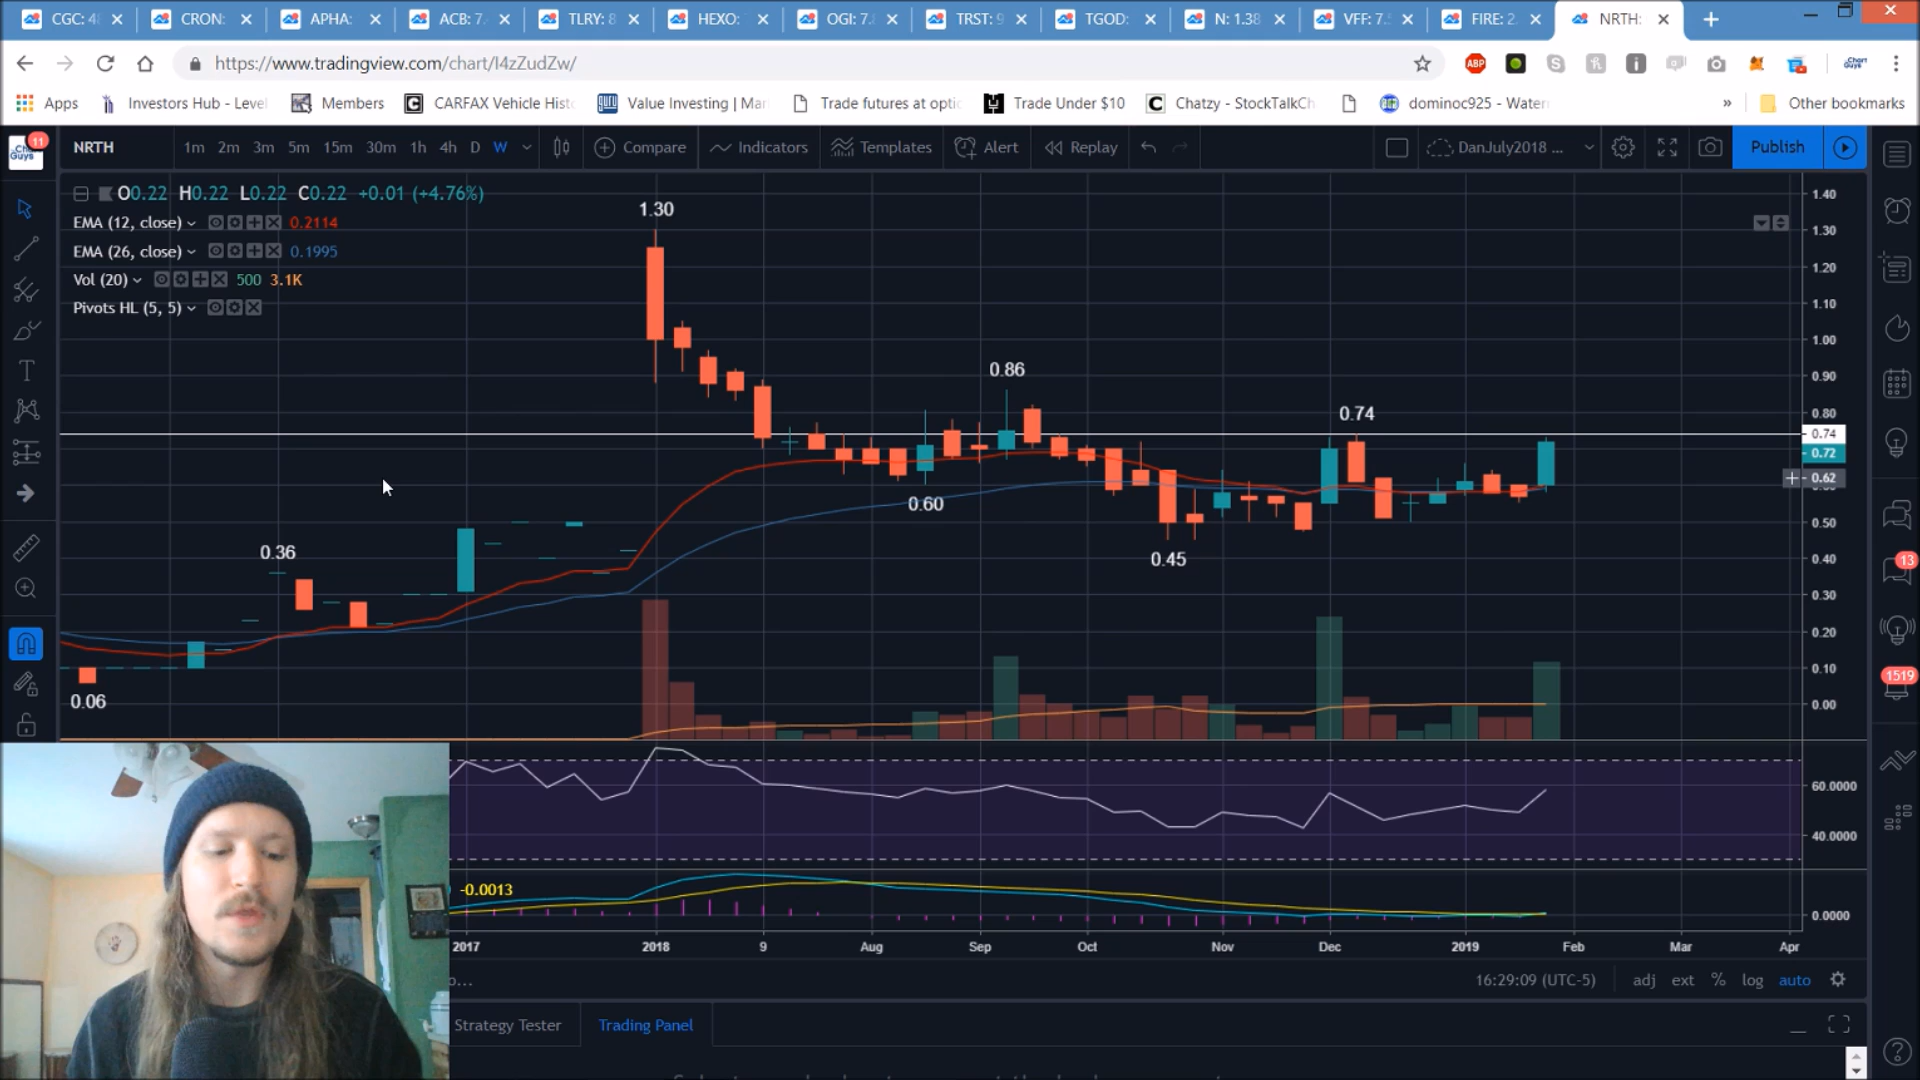 CGC: 4
CRON:
APHA:
ACB: 7.
TLRY: 8
HEXO:
OGI: 7.
TRST: 9
TGOD:
N: 1.38
VFF: 7.
FIRE: 2.
NRTH:
https://www.tradingview.com/chart/I4zZudZw/
ABP
Apps
Investors Hub - Level
Members
CARFAX Vehicle Hist
guru
Value Investing | Mar
Trade futures at optio
Trade Under $10
Chatzy - StockTalkCh
dominoc925 - Water
»
Other bookmarks
11
NRTH
1m 2m 3m 5m 15m 30m 1h 4h D W
Compare
Indicators
Templates
Alert
Replay
DanJuly2018 ...
Publish
O0.22 H0.22 L0.22 C0.22 +0.01 (+4.76%)
EMA (12, close) 0.2114
EMA (26, close) 0.1995
Vol (20) 500 3.1K
Pivots HL (5, 5)
1.30
0.86
0.74
0.60
0.45
0.36
0.06
1.40
1.30
1.20
1.10
1.00
0.90
0.80
0.74
0.72
0.62
0.50
0.40
0.30
0.20
0.10
0.00
60.0000
40.0000
-0.0013
0.0000
2017 2018 9 Aug Sep Oct Nov Dec 2019 Feb Mar Apr
o...
16:29:09 (UTC-5) adj ext % log auto
Strategy Tester
Trading Panel
13
1519